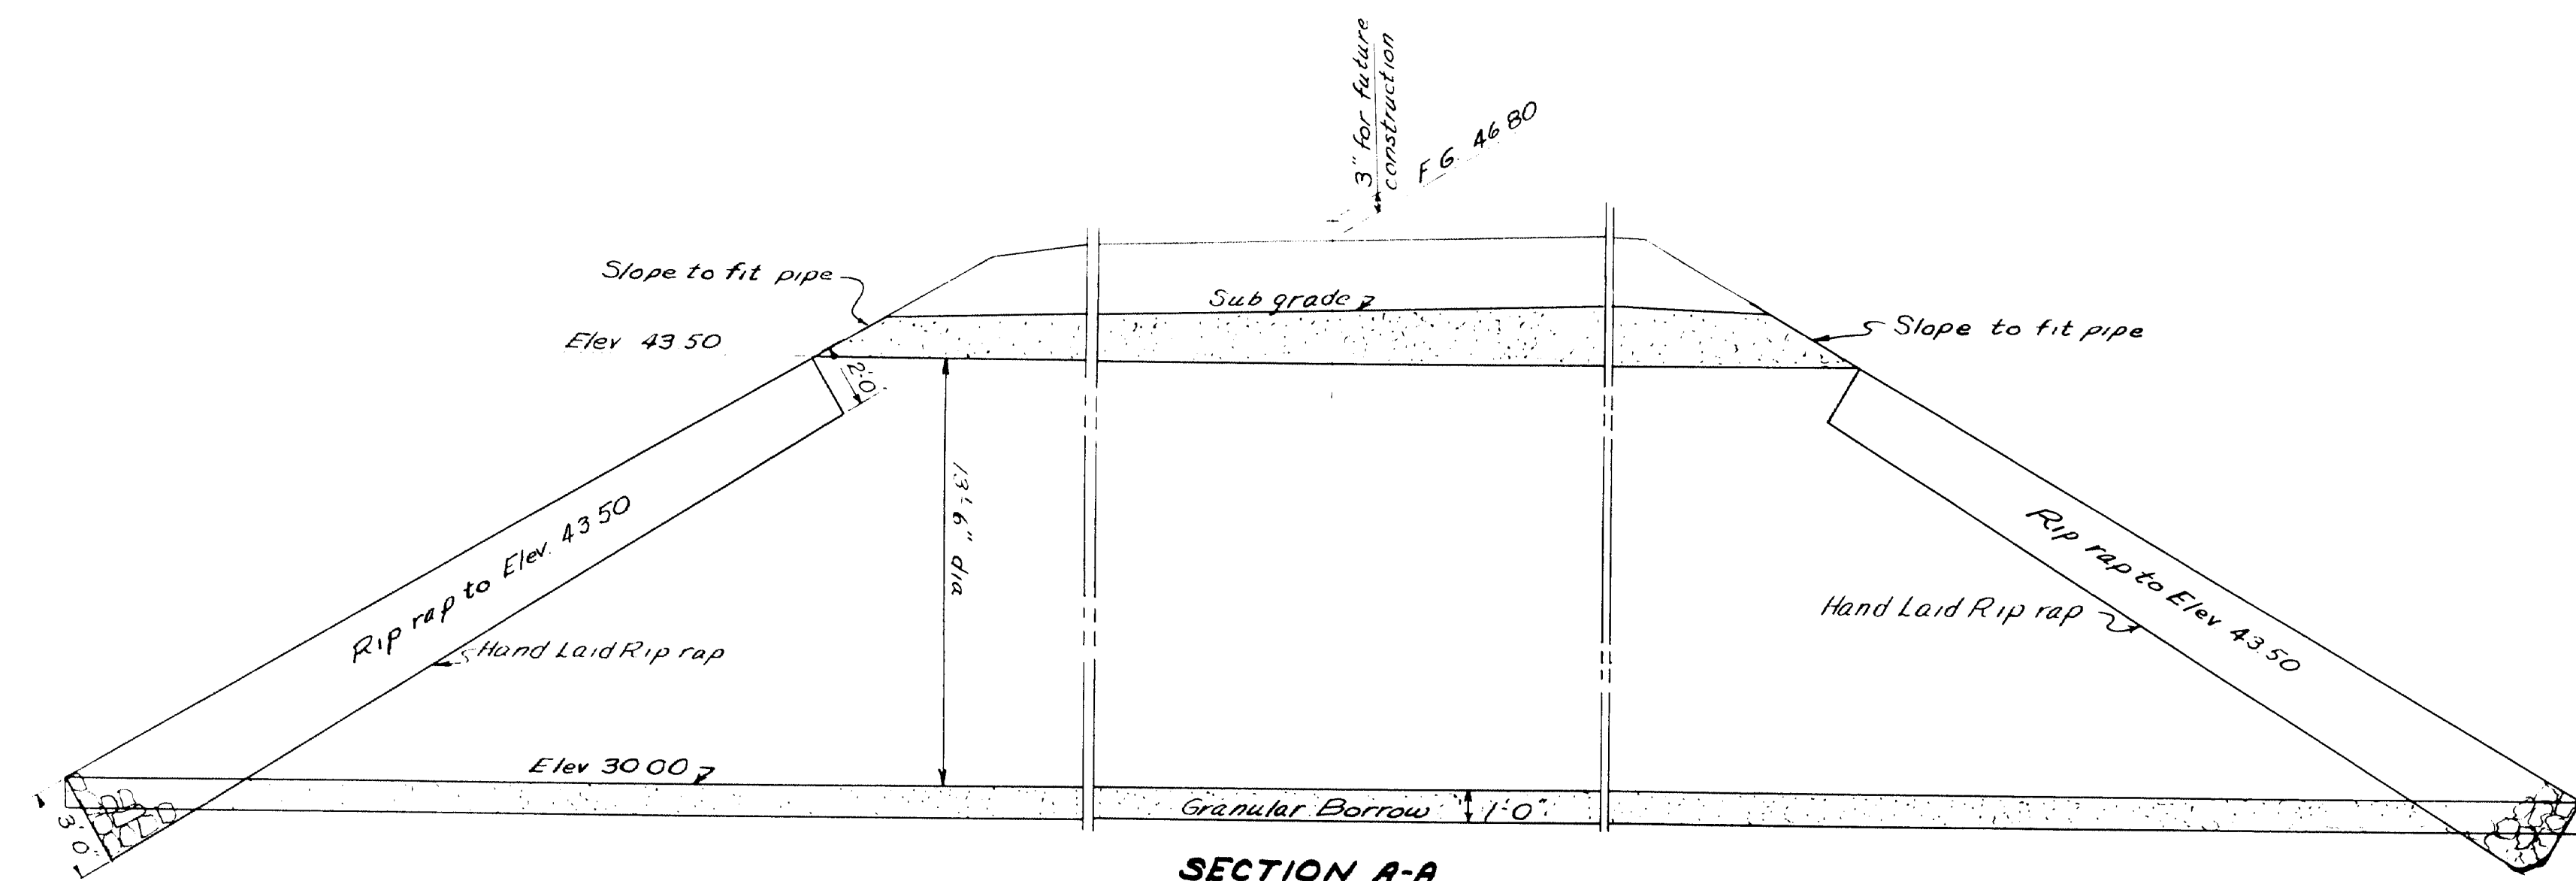 3" for future
construction
F G. 46 80
Slope to fit pipe
Sub grade
Elev 43 50
Slope to fit pipe
2'-0"
13'-6" dia
Rip rap to Elev. 43 50
Rip rap to Elev. 43.50
Hand Laid Rip rap
Hand Laid Rip rap
Elev 30 00
Granular Borrow 1'-0"
3'-0"
SECTION A-A